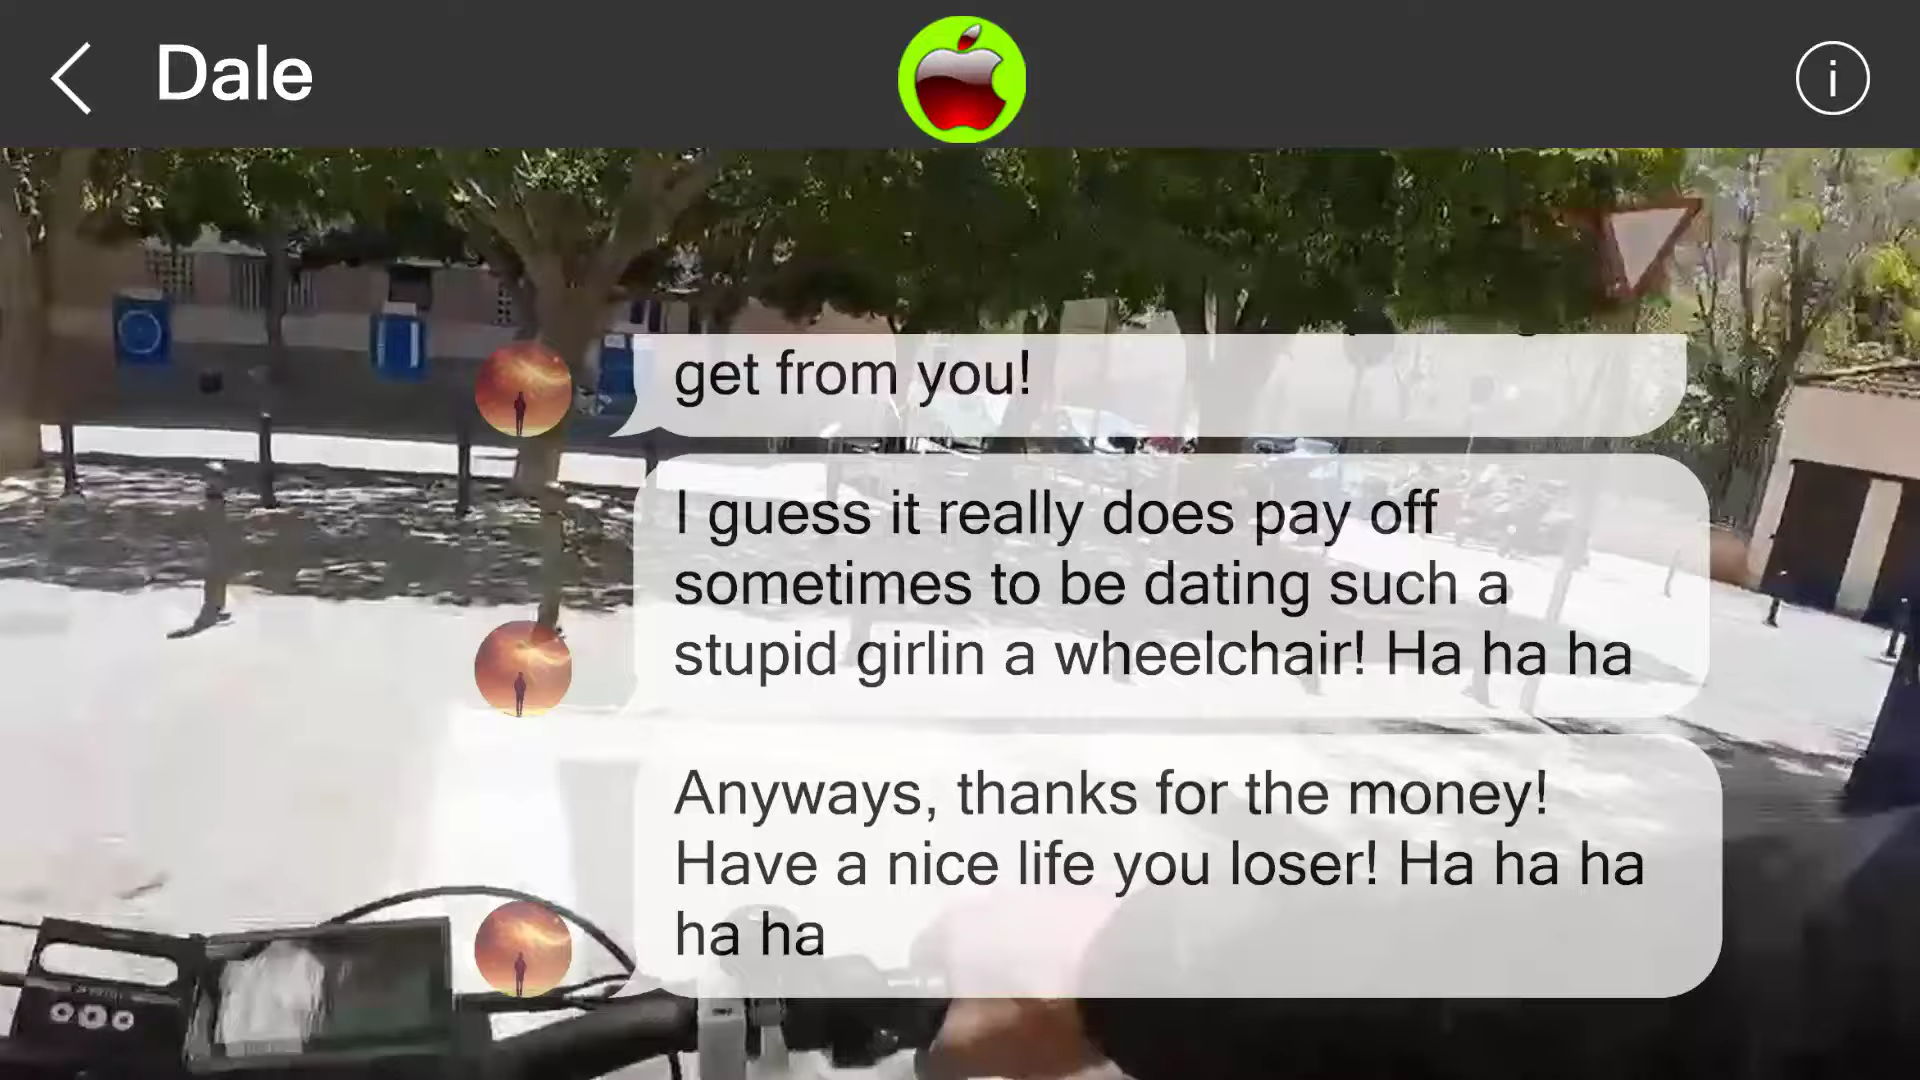 Dale
get from you!
I guess it really does pay off
sometimes to be dating such a
stupid girlin a wheelchair! Ha ha ha
Anyways, thanks for the money!
Have a nice life you loser! Ha ha ha
ha ha